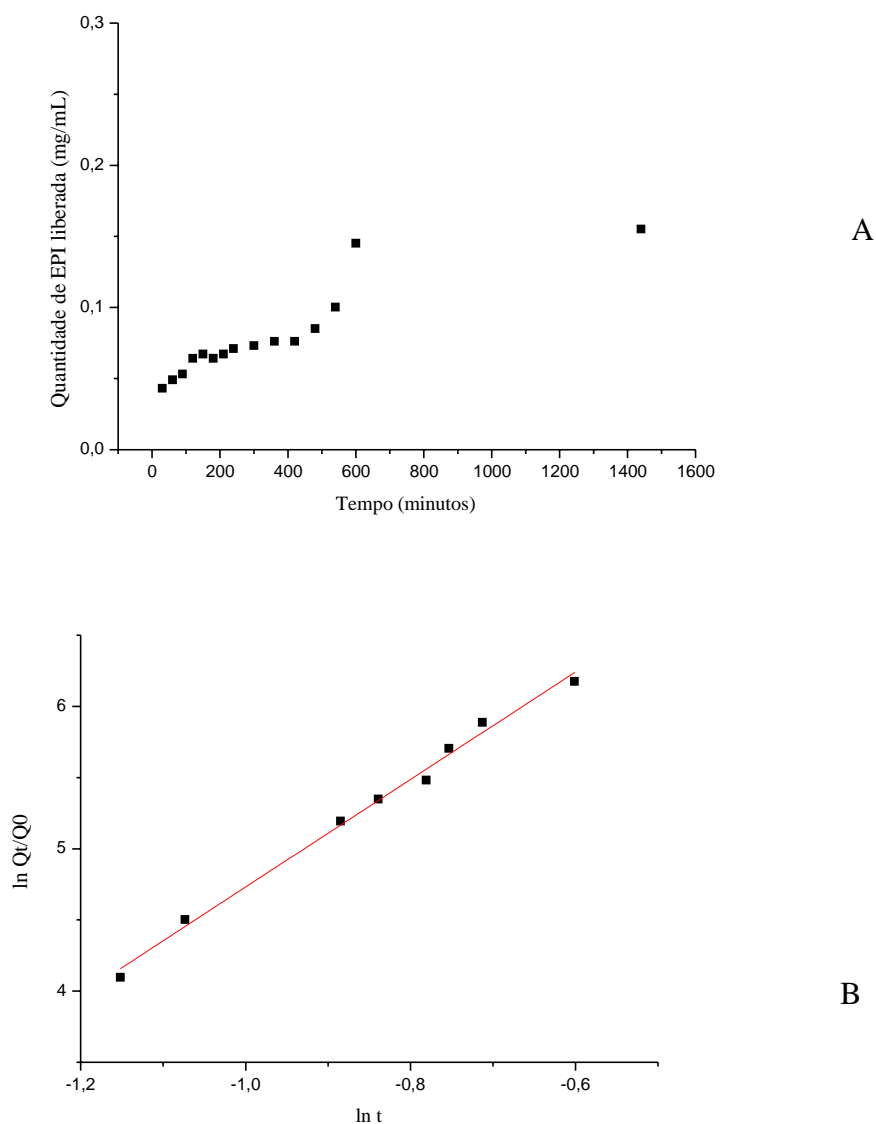 0,3
0,2
0,1
0,0
Quantidade de EPI liberada (mg/mL)
0 200 400 600 800 1000 1200 1400 1600
Tempo (minutos)
A
6
5
4
ln Qt/Q0
-1,2 -1,0 -0,8 -0,6
ln t
B